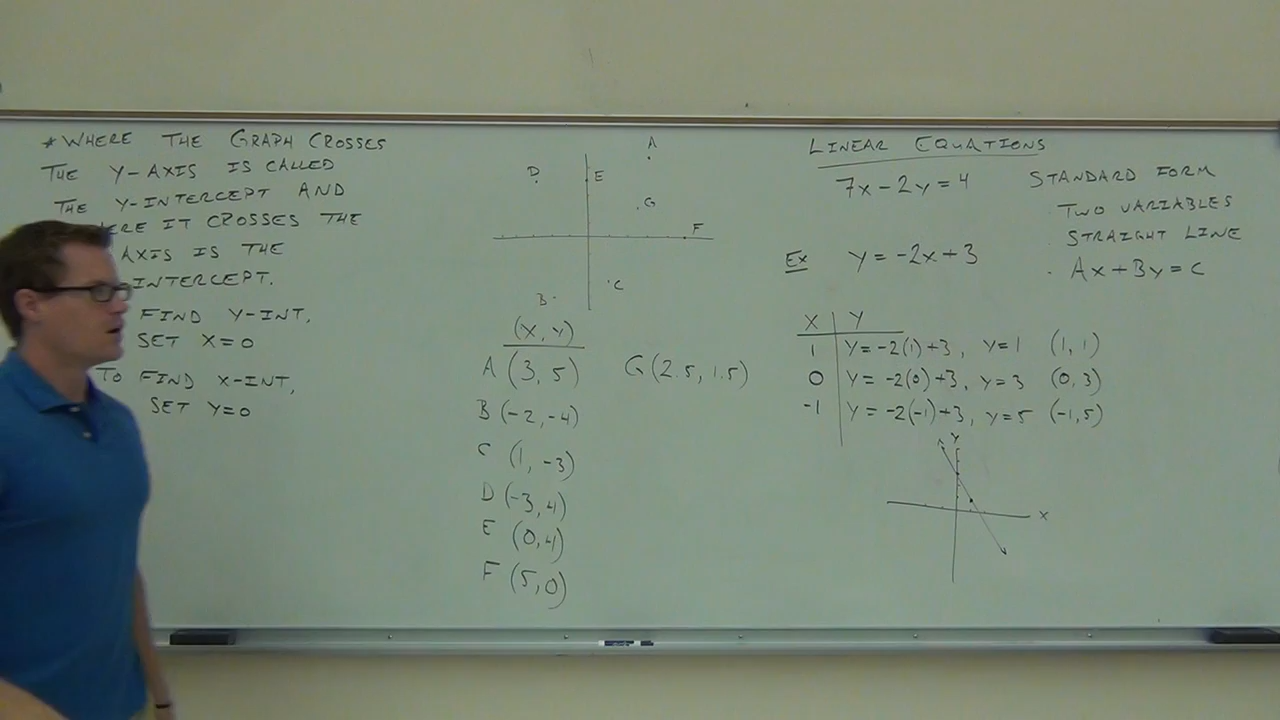 *WHERE THE GRAPH CROSSES
THE Y-AXIS IS CALLED
THE Y-INTERCEPT AND
ERE IT CROSSES THE
AXIS IS THE
INTERCEPT.
FIND Y-INT,
SET X=0
TO FIND X-INT,
SET Y=0
A
D
E
G
F
C
B
(X, Y)
A (3, 5)
G(2.5, 1.5)
B (-2, -4)
C (1, -3)
D (-3, 4)
E (0, 4)
F (5, 0)
LINEAR EQUATIONS
7x-2y=4
STANDARD FORM
TWO VARIABLES
STRAIGHT LINE
· Ax+By=C
Ex y=-2x+3
X Y
1 Y=-2(1)+3, Y=1 (1, 1)
0 Y=-2(0)+3, Y=3 (0, 3)
-1 Y=-2(-1)+3, Y=5 (-1, 5)
Y
X